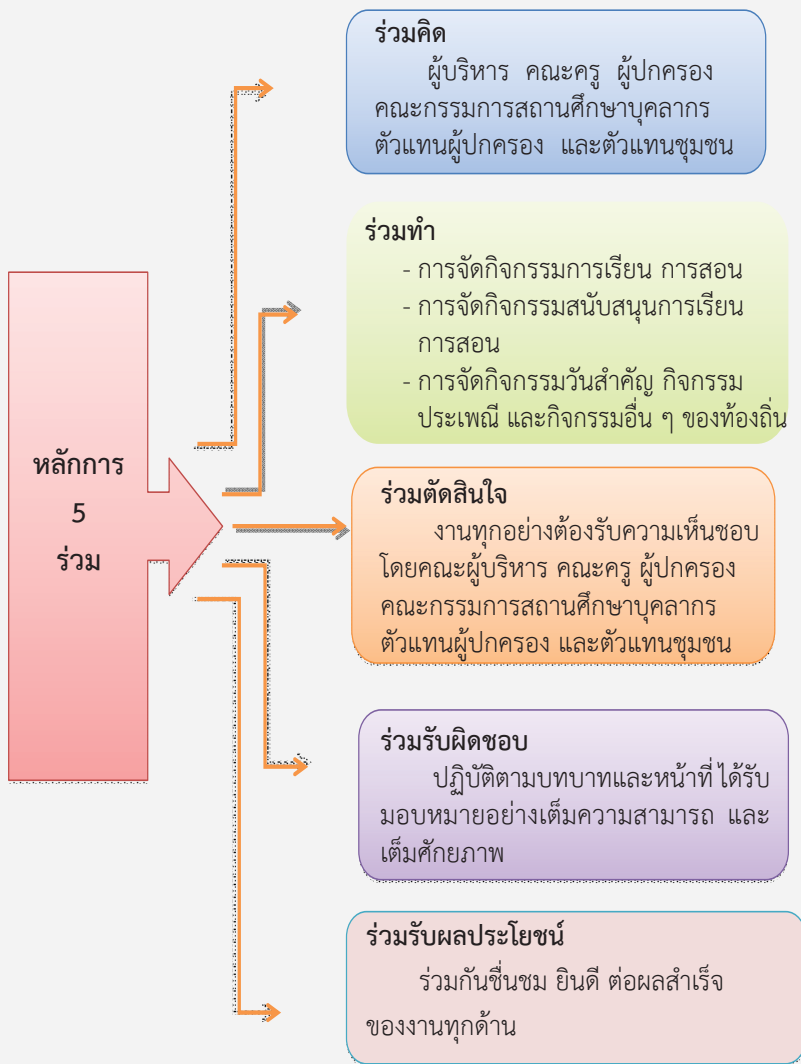 ร่วมคิด
ผู้บริหาร คณะครู ผู้ปกครอง
คณะกรรมการสถานศึกษาบุคลากร
ตัวแทนผู้ปกครอง และตัวแทนชุมชน
ร่วมทำ
- การจัดกิจกรรมการเรียน การสอน
- การจัดกิจกรรมสนับสนุนการเรียน
การสอน
- การจัดกิจกรรมวันสำคัญ กิจกรรม
ประเพณี และกิจกรรมอื่น ๆ ของท้องถิ่น
หลักการ
5
ร่วม
ร่วมตัดสินใจ
งานทุกอย่างต้องรับความเห็นชอบ
โดยคณะผู้บริหาร คณะครู ผู้ปกครอง
คณะกรรมการสถานศึกษาบุคลากร
ตัวแทนผู้ปกครอง และตัวแทนชุมชน
ร่วมรับผิดชอบ
ปฏิบัติตามบทบาทและหน้าที่ ได้รับ
มอบหมายอย่างเต็มความสามารถ และ
เต็มศักยภาพ
ร่วมรับผลประโยชน์
ร่วมกันชื่นชม ยินดี ต่อผลสำเร็จ
ของงานทุกด้าน